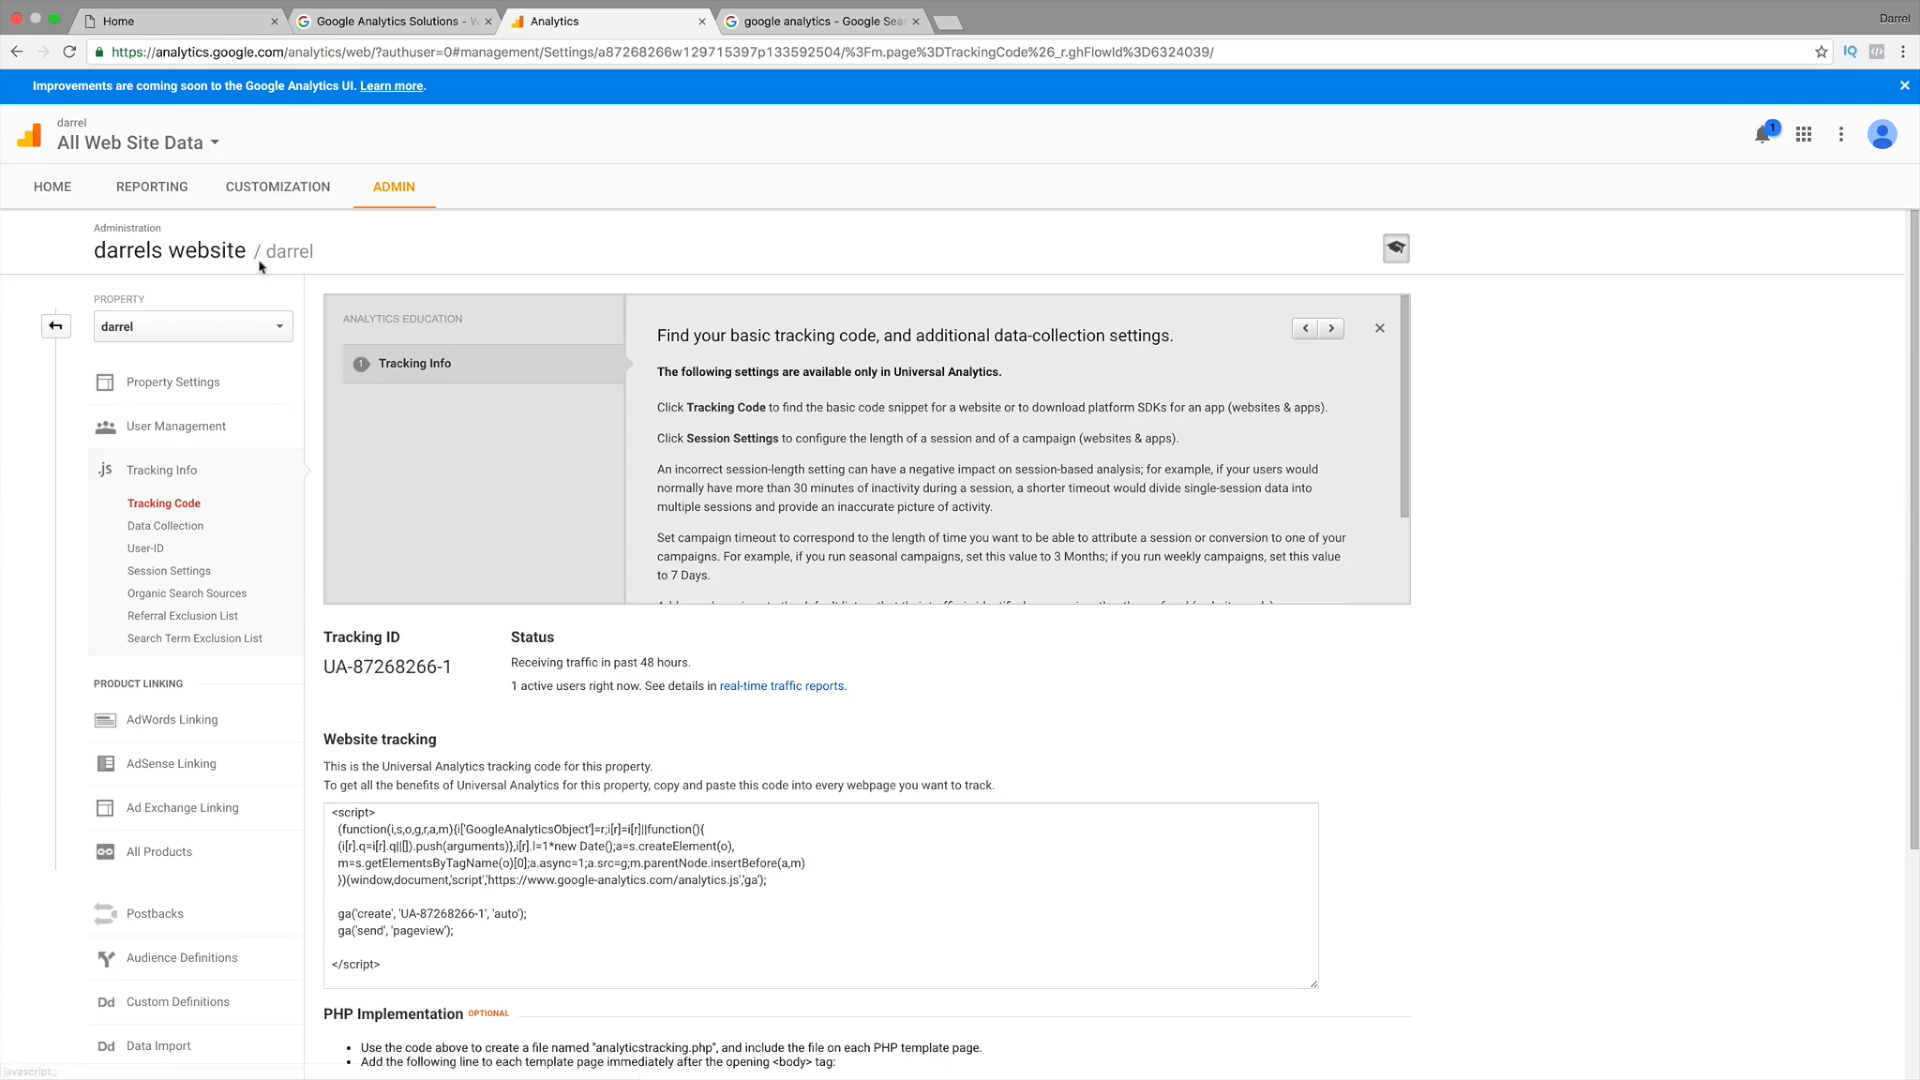 Home
Google Analytics Solutions - W
Analytics
google analytics - Google Sea
Darrel
https://analytics.google.com/analytics/web/?authuser=0#management/Settings/a87268266w129715397p133592504/%3Fm.page%3DTrackingCode%26_r.ghFlowId%3D6324039/
IQ
Improvements are coming soon to the Google Analytics UI. Learn more.
darrel
All Web Site Data
1
HOME
REPORTING
CUSTOMIZATION
ADMIN
Administration
darrels website / darrel
PROPERTY
darrel
Property Settings
User Management
.js Tracking Info
Tracking Code
Data Collection
User-ID
Session Settings
Organic Search Sources
Referral Exclusion List
Search Term Exclusion List
PRODUCT LINKING
AdWords Linking
AdSense Linking
Ad Exchange Linking
All Products
Postbacks
Audience Definitions
Dd Custom Definitions
Dd Data Import
javascript:;
ANALYTICS EDUCATION
1 Tracking Info
Find your basic tracking code, and additional data-collection settings.
The following settings are available only in Universal Analytics.
Click Tracking Code to find the basic code snippet for a website or to download platform SDKs for an app (websites & apps).
Click Session Settings to configure the length of a session and of a campaign (websites & apps).
An incorrect session-length setting can have a negative impact on session-based analysis; for example, if your users would
normally have more than 30 minutes of inactivity during a session, a shorter timeout would divide single-session data into
multiple sessions and provide an inaccurate picture of activity.
Set campaign timeout to correspond to the length of time you want to be able to attribute a session or conversion to one of your
campaigns. For example, if you run seasonal campaigns, set this value to 3 Months; if you run weekly campaigns, set this value
to 7 Days.
Tracking ID
UA-87268266-1
Status
Receiving traffic in past 48 hours.
1 active users right now. See details in real-time traffic reports.
Website tracking
This is the Universal Analytics tracking code for this property.
To get all the benefits of Universal Analytics for this property, copy and paste this code into every webpage you want to track.
<script>
(function(i,s,o,g,r,a,m){i['GoogleAnalyticsObject']=r;i[r]=i[r]||function(){
(i[r].q=i[r].q||[]).push(arguments)},i[r].l=1*new Date();a=s.createElement(o),
m=s.getElementsByTagName(o)[0];a.async=1;a.src=g;m.parentNode.insertBefore(a,m)
})(window,document,'script','https://www.google-analytics.com/analytics.js','ga');
ga('create', 'UA-87268266-1', 'auto');
ga('send', 'pageview');
</script>
PHP Implementation OPTIONAL
• Use the code above to create a file named "analyticstracking.php", and include the file on each PHP template page.
• Add the following line to each template page immediately after the opening <body> tag: